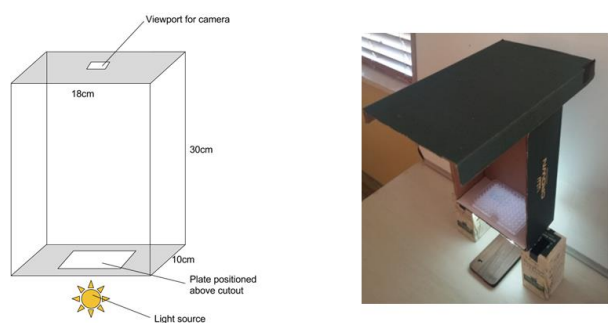 Viewport for camera
18cm
30cm
10cm
Plate positioned
above cutout
Light source